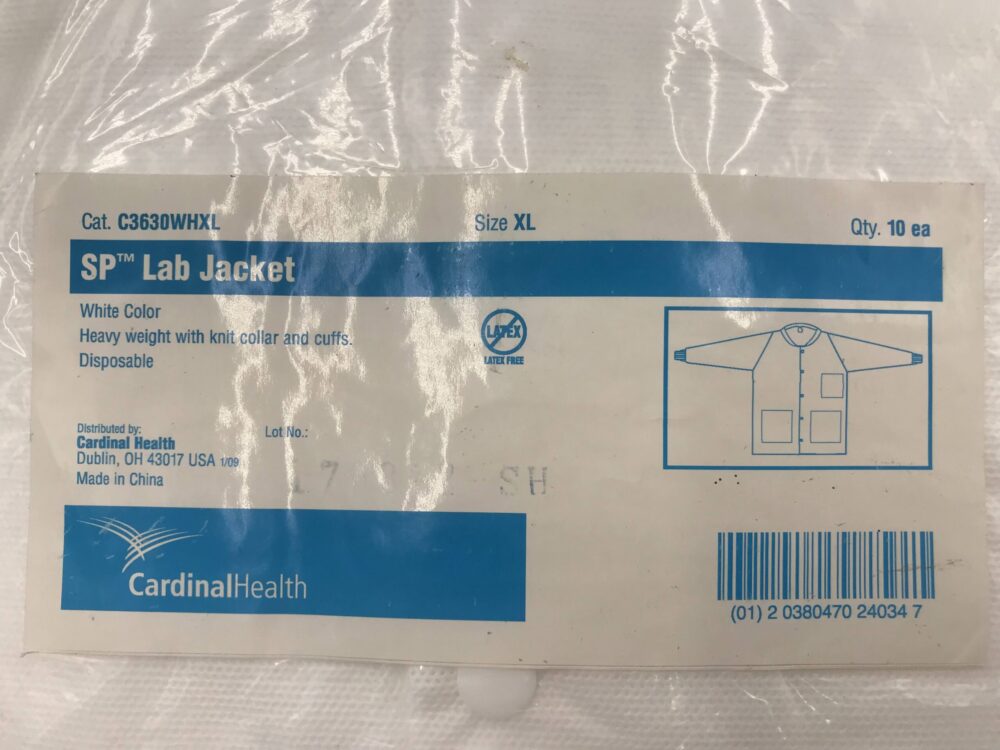 Cat. C3630WHXL Size XL Qty. 10 ea
SP™ Lab Jacket
White Color
Heavy weight with knit collar and cuffs.
Disposable
LATEX
LATEX FREE
Distributed by:
Cardinal Health
Dublin, OH 43017 USA 1/09
Made in China
Lot No.:
SH
CardinalHealth
(01) 2 0380470 24034 7